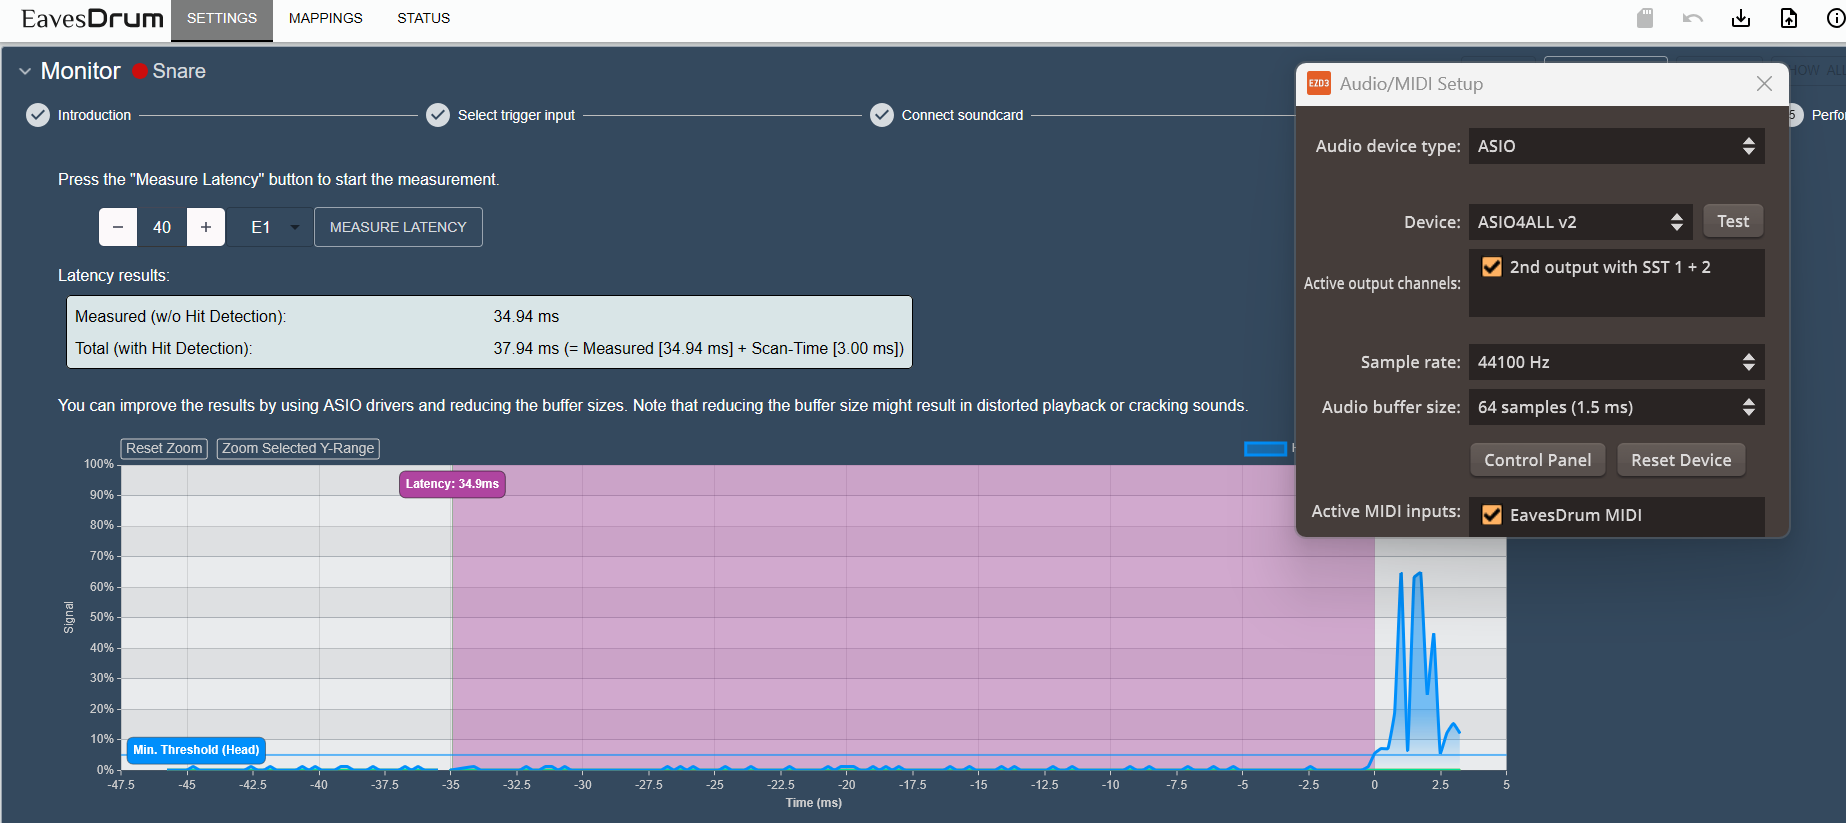 EavesDrum SETTINGS MAPPINGS STATUS
Monitor Snare
Introduction Select trigger input Connect soundcard
Press the "Measure Latency" button to start the measurement.
− 40 + E1 MEASURE LATENCY
Latency results:
Measured (w/o Hit Detection): 34.94 ms
Total (with Hit Detection): 37.94 ms (= Measured [34.94 ms] + Scan-Time [3.00 ms])
You can improve the results by using ASIO drivers and reducing the buffer sizes. Note that reducing the buffer size might result in distorted playback or cracking sounds.
Reset Zoom Zoom Selected Y-Range
Latency: 34.9ms
Min. Threshold (Head)
Signal
100%
90%
80%
70%
60%
50%
40%
30%
20%
10%
0%
-47.5 -45 -42.5 -40 -37.5 -35 -32.5 -30 -27.5 -25 -22.5 -20 -17.5 -15 -12.5 -10 -7.5 -5 -2.5 0 2.5 5
Time (ms)
EZD3 Audio/MIDI Setup
Audio device type: ASIO
Device: ASIO4ALL v2 Test
Active output channels: 2nd output with SST 1 + 2
Sample rate: 44100 Hz
Audio buffer size: 64 samples (1.5 ms)
Control Panel Reset Device
Active MIDI inputs: EavesDrum MIDI
5 Perfo